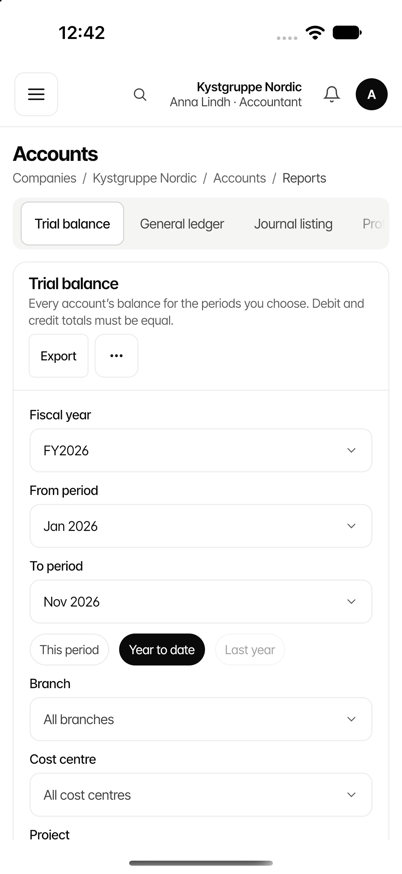 12:42
Kystgruppe Nordic
Anna Lindh · Accountant
A
Accounts
Companies / Kystgruppe Nordic / Accounts / Reports
Trial balance
General ledger
Journal listing
Pro
Trial balance
Every account's balance for the periods you choose. Debit and
credit totals must be equal.
Export
Fiscal year
FY2026
From period
Jan 2026
To period
Nov 2026
This period
Year to date
Last year
Branch
All branches
Cost centre
All cost centres
Project